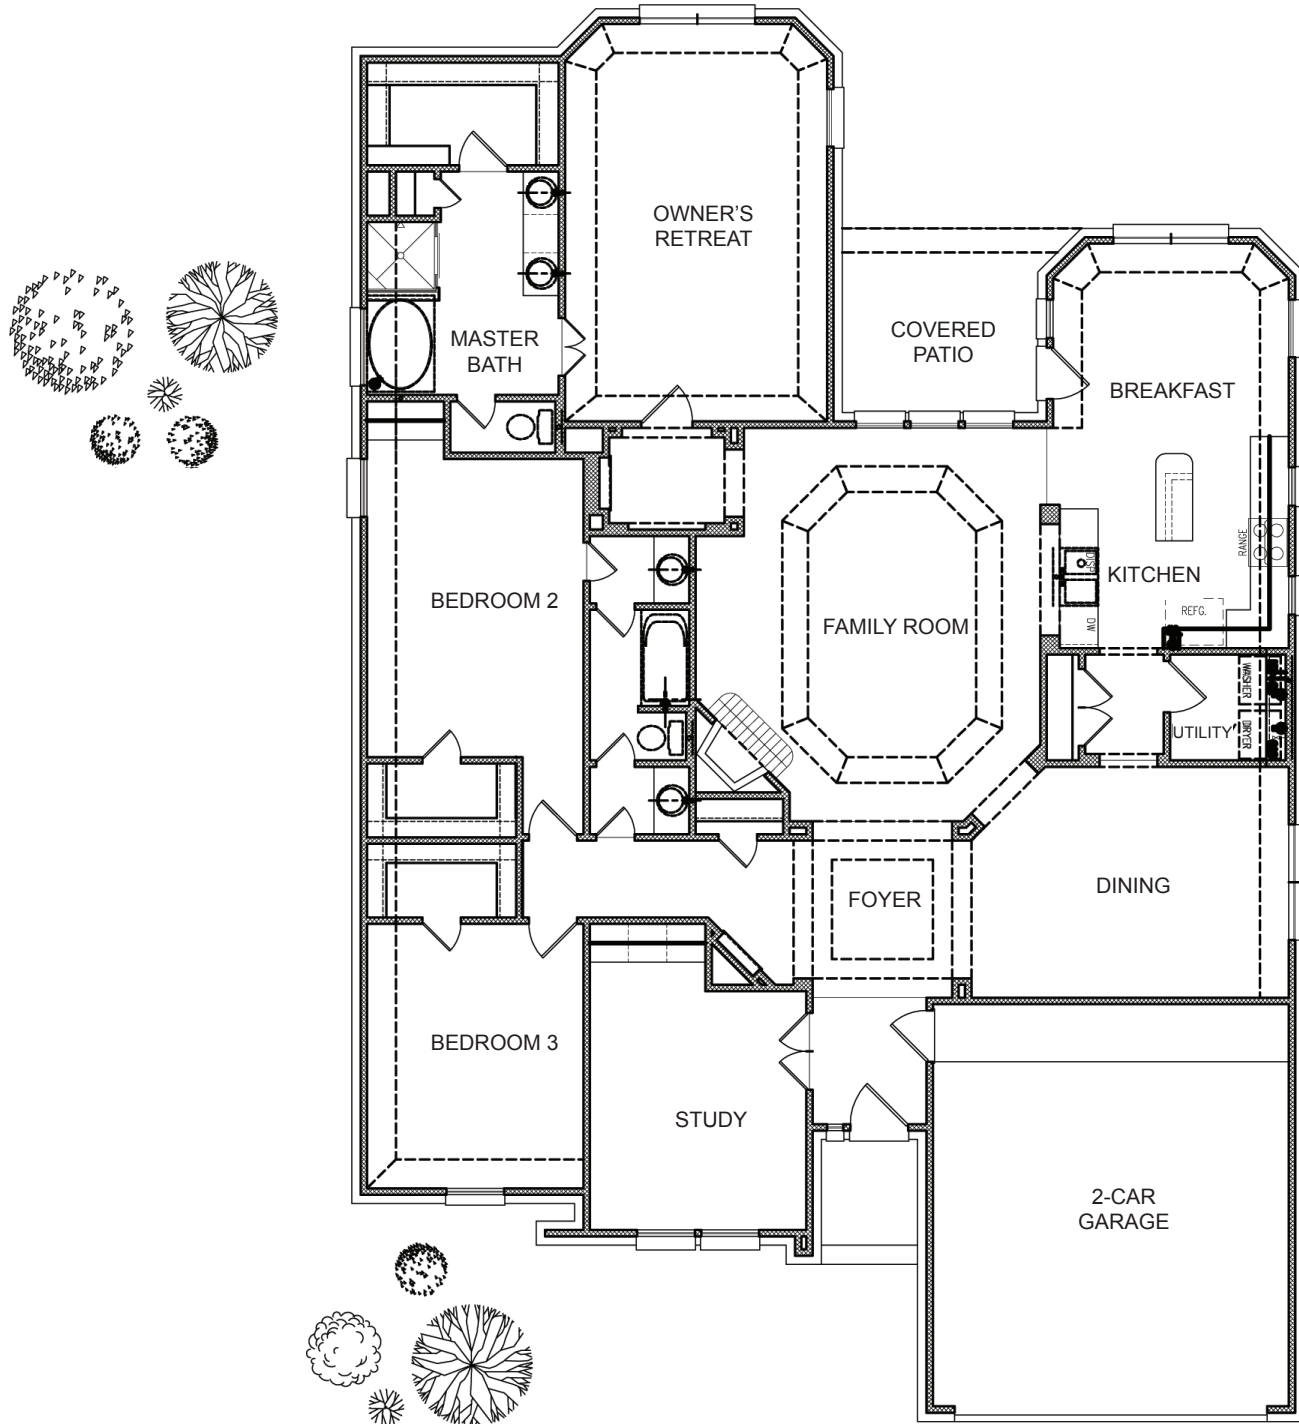 OWNER'S
RETREAT
COVERED
PATIO
MASTER
BATH
BREAKFAST
RANGE
DISP
KITCHEN
BEDROOM 2
REFG.
DW
FAMILY ROOM
WASHER
UTILITY
DRYER
DINING
FOYER
BEDROOM 3
STUDY
2-CAR
GARAGE